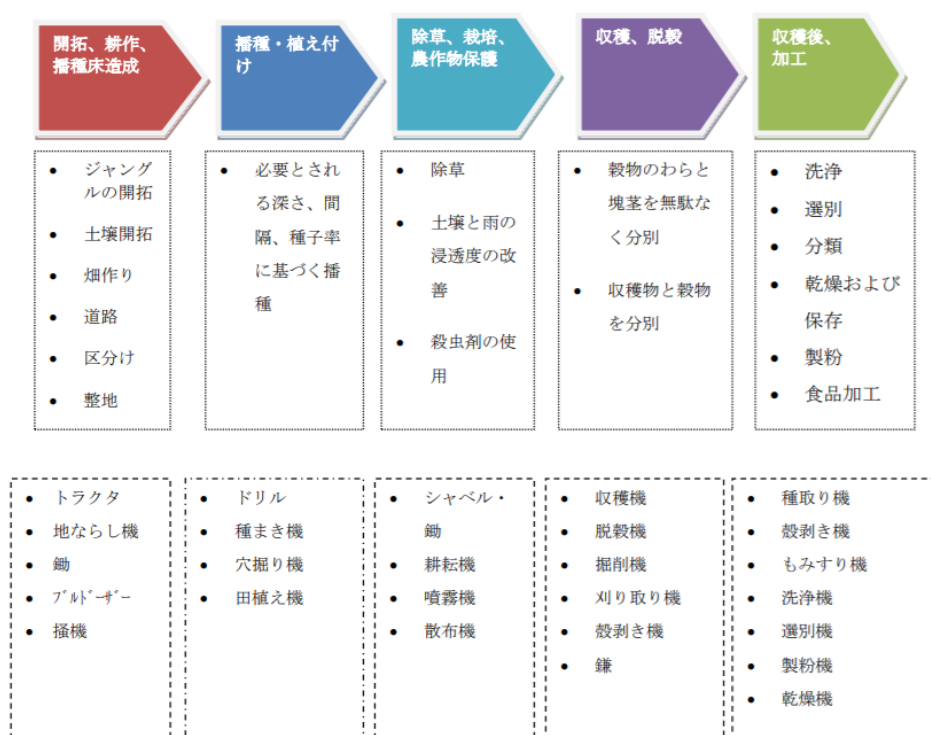 開拓、耕作、
播種床造成
播種・植え付
け
除草、栽培、
農作物保護
収穫、脱穀
収穫後、
加工
• ジャング
ルの開拓
• 土壌開拓
• 畑作り
• 道路
• 区分け
• 整地
• 必要とされ
る深さ、間
隔、種子率
に基づく播
種
• 除草
• 土壌と雨の
浸透度の改
善
• 殺虫剤の使
用
• 穀物のわらと
塊茎を無駄な
く分別
• 収穫物と穀物
を分別
• 洗浄
• 選別
• 分類
• 乾燥および
保存
• 製粉
• 食品加工
• トラクタ
• 地ならし機
• 鋤
• ブルドーザー
• 掻機
• ドリル
• 種まき機
• 穴掘り機
• 田植え機
• シャベル・
鋤
• 耕耘機
• 噴霧機
• 散布機
• 収穫機
• 脱穀機
• 掘削機
• 刈り取り機
• 殻剥き機
• 鎌
• 種取り機
• 殻剥き機
• もみすり機
• 洗浄機
• 選別機
• 製粉機
• 乾燥機